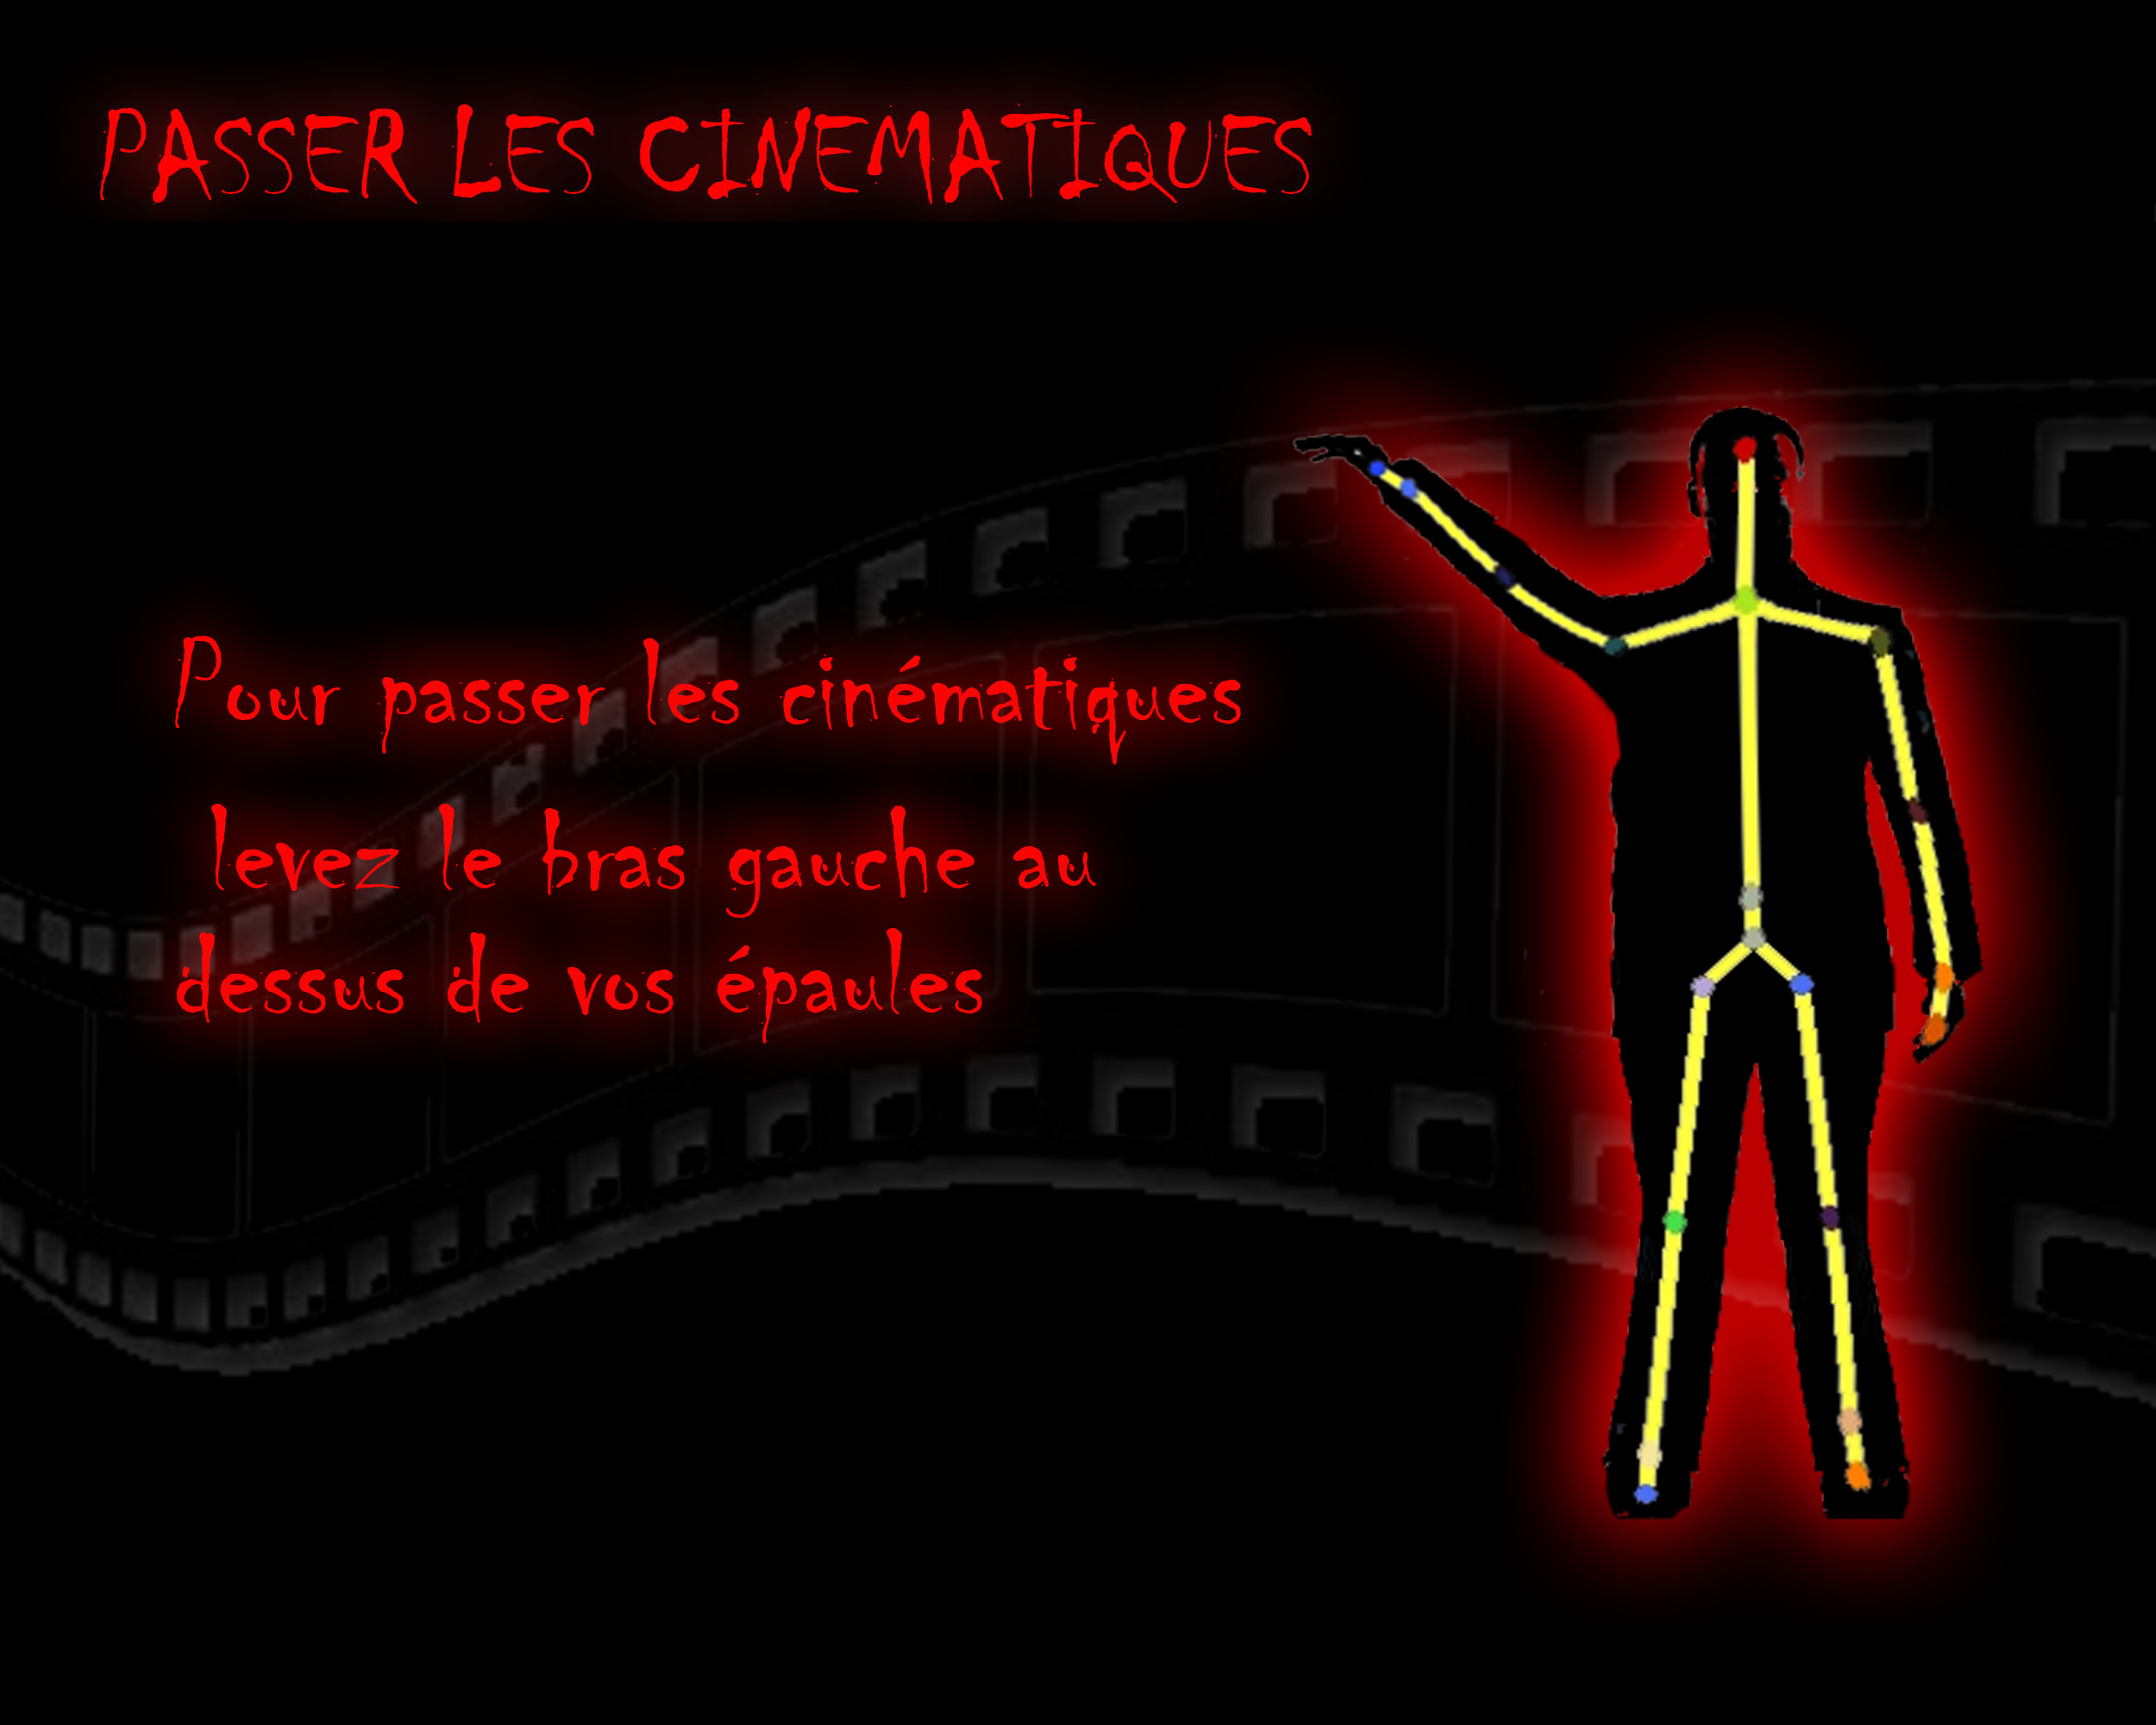 PASSER LES CINEMATIQUES
Pour passer les cinématiques
levez le bras gauche au
dessus de vos épaules